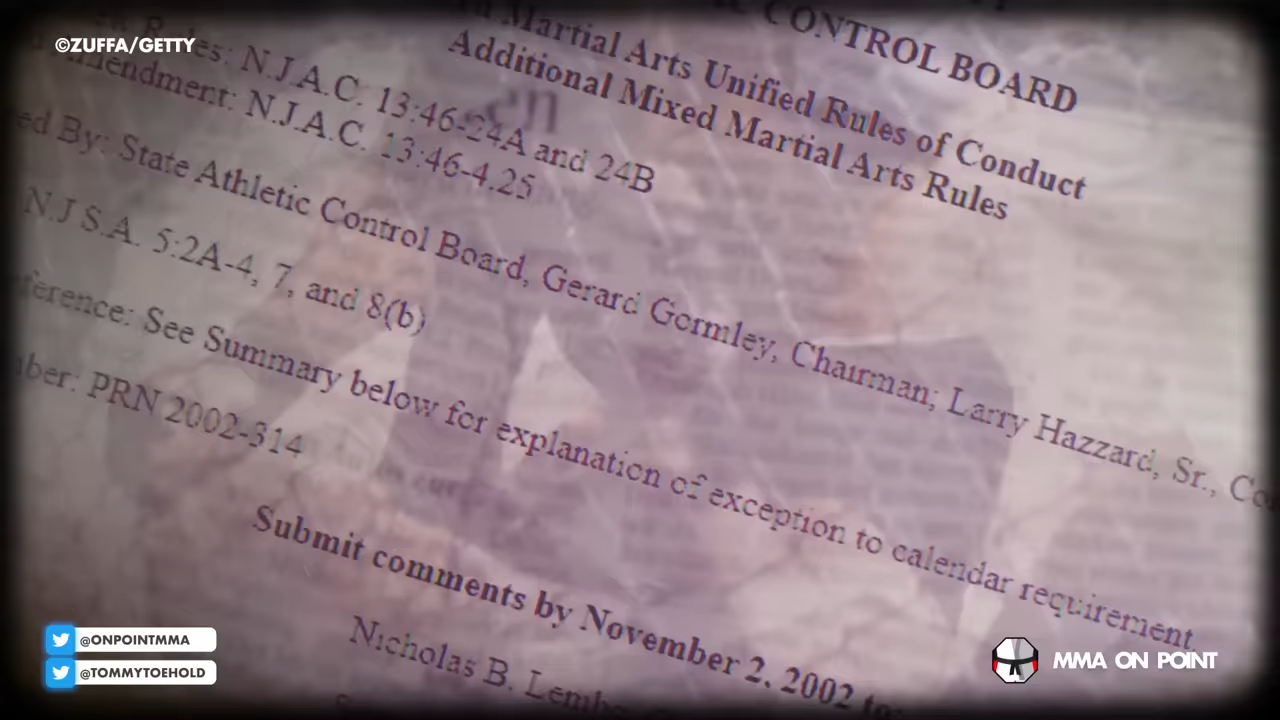 ©ZUFFA/GETTY
CONTROL BOARD
Martial Arts Unified Rules of Conduct
Additional Mixed Martial Arts Rules
Rules: N.J.A.C. 13:46-24A and 24B
Amendment: N.J.A.C. 13:46-4.25
By: State Athletic Control Board, Gerard Gormley, Chairman; Larry Hazzard, Sr.,
N.J S.A. 5:2A-4, 7, and 8(b)
See Summary below for explanation of exception to calendar requirement
PRN 2002-314
Submit comments by November 2, 2002 to:
Nicholas B.
@ONPOINTMMA
@TOMMYTOEHOLD
MMA ON POINT